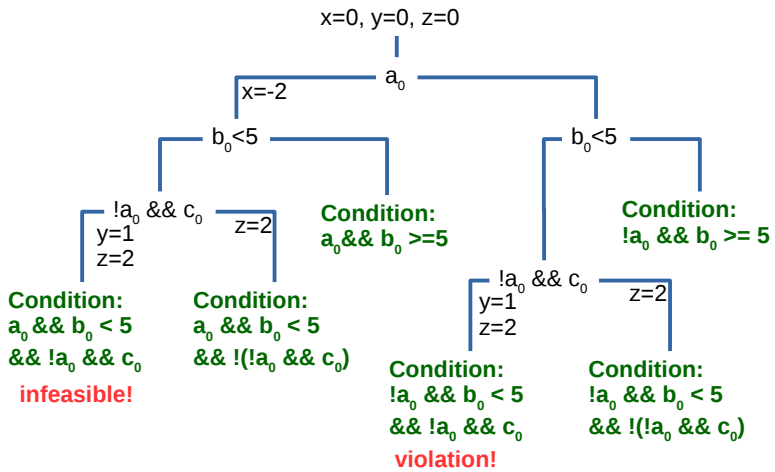 x=0, y=0, z=0
a₀
x=-2
b₀<5
b₀<5
!a₀ && c₀
y=1
z=2
z=2
Condition:
a₀&& b₀ >=5
Condition:
!a₀ && b₀ >= 5
!a₀ && c₀
y=1
z=2
z=2
Condition:
a₀ && b₀ < 5
&& !a₀ && c₀
infeasible!
Condition:
a₀ && b₀ < 5
&& !(!a₀ && c₀)
Condition:
!a₀ && b₀ < 5
&& !a₀ && c₀
violation!
Condition:
!a₀ && b₀ < 5
&& !(!a₀ && c₀)